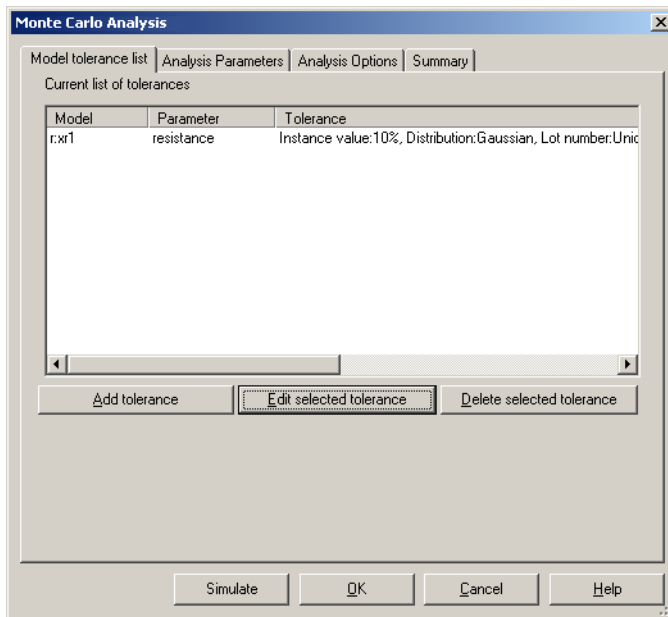 Monte Carlo Analysis
Model tolerance list Analysis Parameters Analysis Options Summary
Current list of tolerances
Model Parameter Tolerance
r:xr1 resistance Instance value:10%, Distribution:Gaussian, Lot number:Unic
Add tolerance Edit selected tolerance Delete selected tolerance
Simulate OK Cancel Help